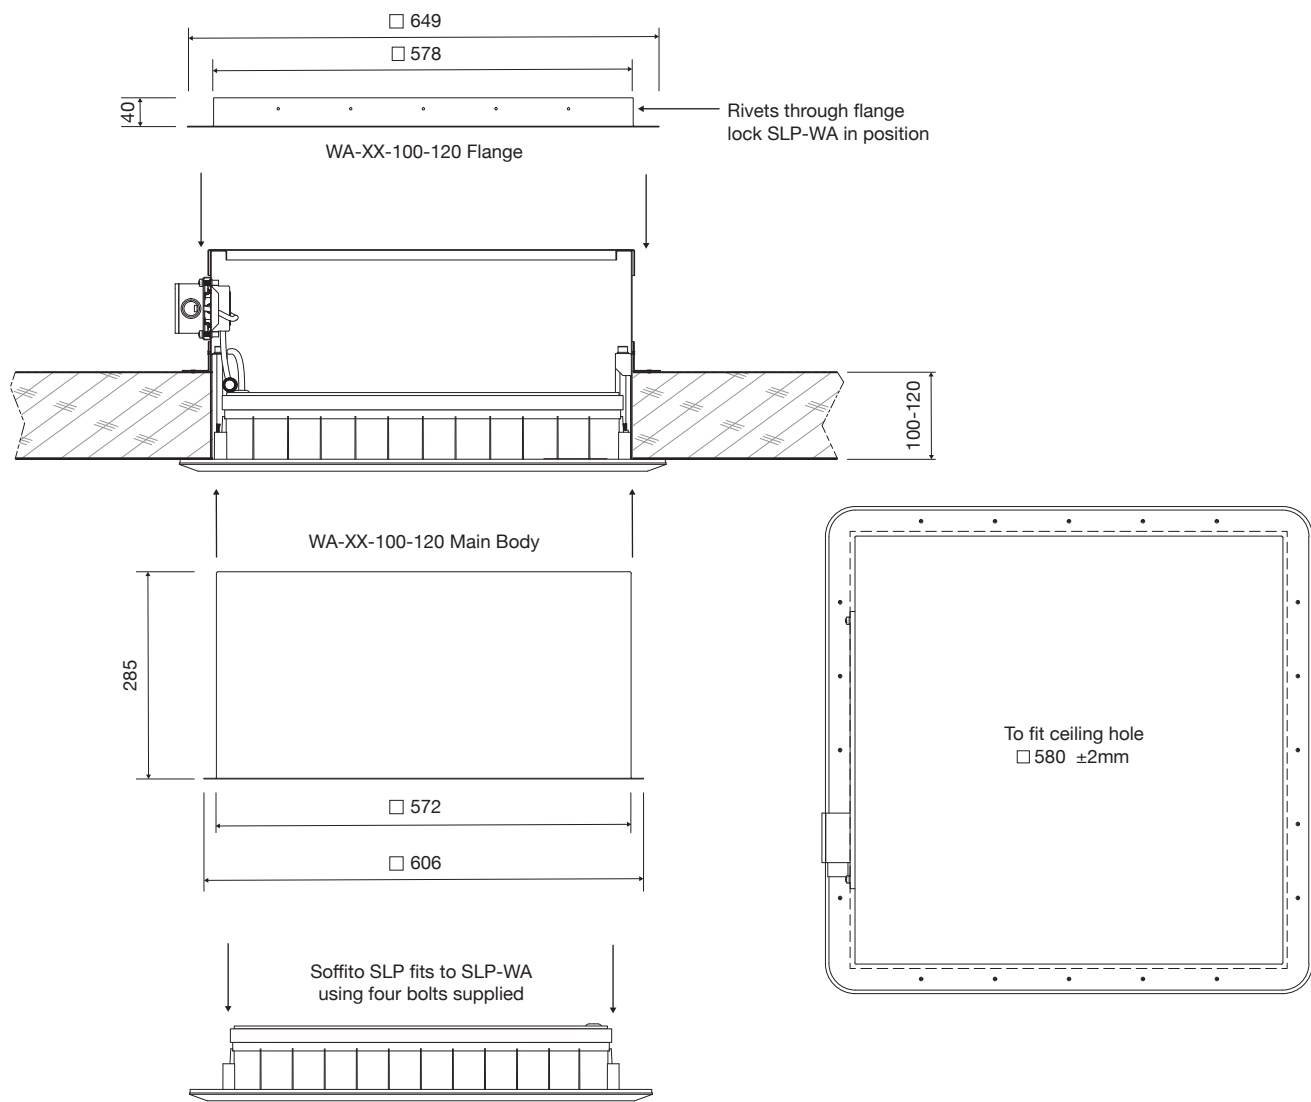 □ 649
□ 578
40
Rivets through flange
lock SLP-WA in position
WA-XX-100-120 Flange
100-120
WA-XX-100-120 Main Body
285
To fit ceiling hole
□ 580 ±2mm
□ 572
□ 606
Soffito SLP fits to SLP-WA
using four bolts supplied